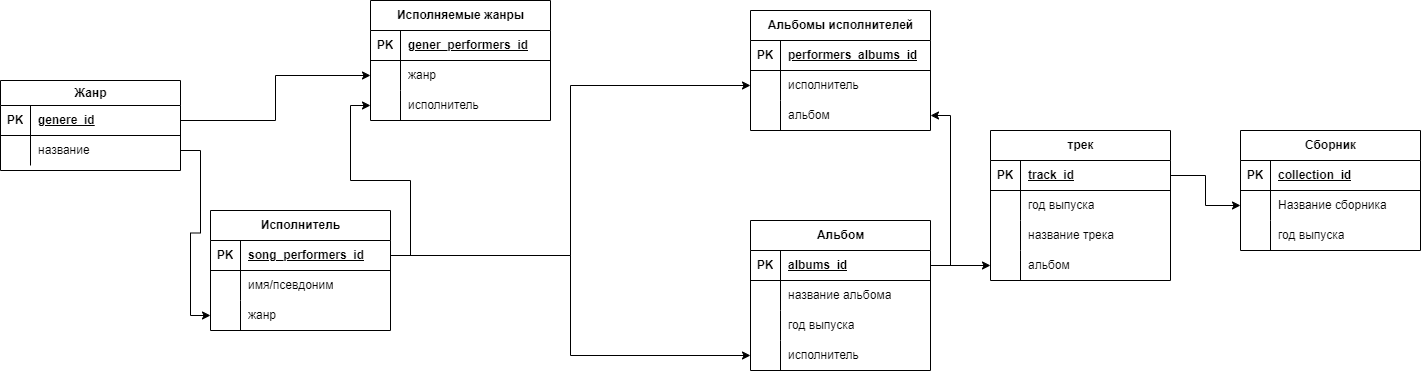 Жанр
PK genere_id
название
Исполняемые жанры
PK gener_performers_id
жанр
исполнитель
Исполнитель
PK song_performers_id
имя/псевдоним
жанр
Альбомы исполнителей
PK performers_albums_id
исполнитель
альбом
Альбом
PK albums_id
название альбома
год выпуска
исполнитель
трек
PK track_id
год выпуска
название трека
альбом
Сборник
PK collection_id
Название сборника
год выпуска